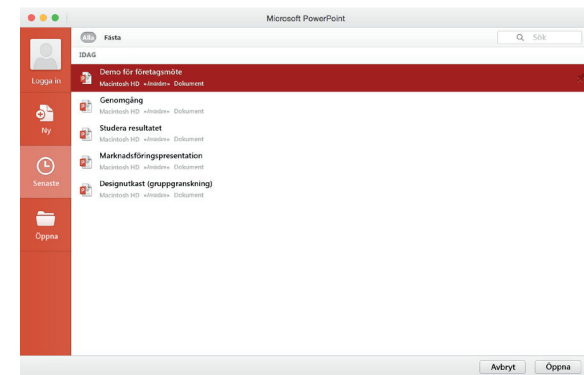 Microsoft PowerPoint
Alla Fästa
Sök
IDAG
Logga in
Ny
Senaste
Öppna
Demo för företagsmöte
Macintosh HD Dokument
Genomgång
Macintosh HD Dokument
Studera resultatet
Macintosh HD Dokument
Marknadsföringspresentation
Macintosh HD Dokument
Designutkast (gruppgranskning)
Macintosh HD Dokument
Avbryt Öppna